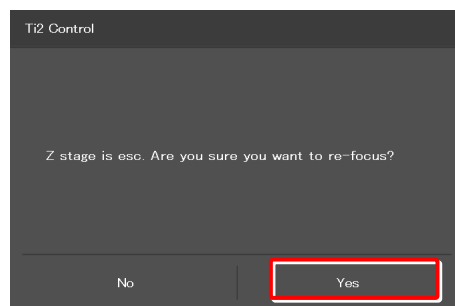 Ti2 Control
Z stage is esc. Are you sure you want to re-focus?
No
Yes